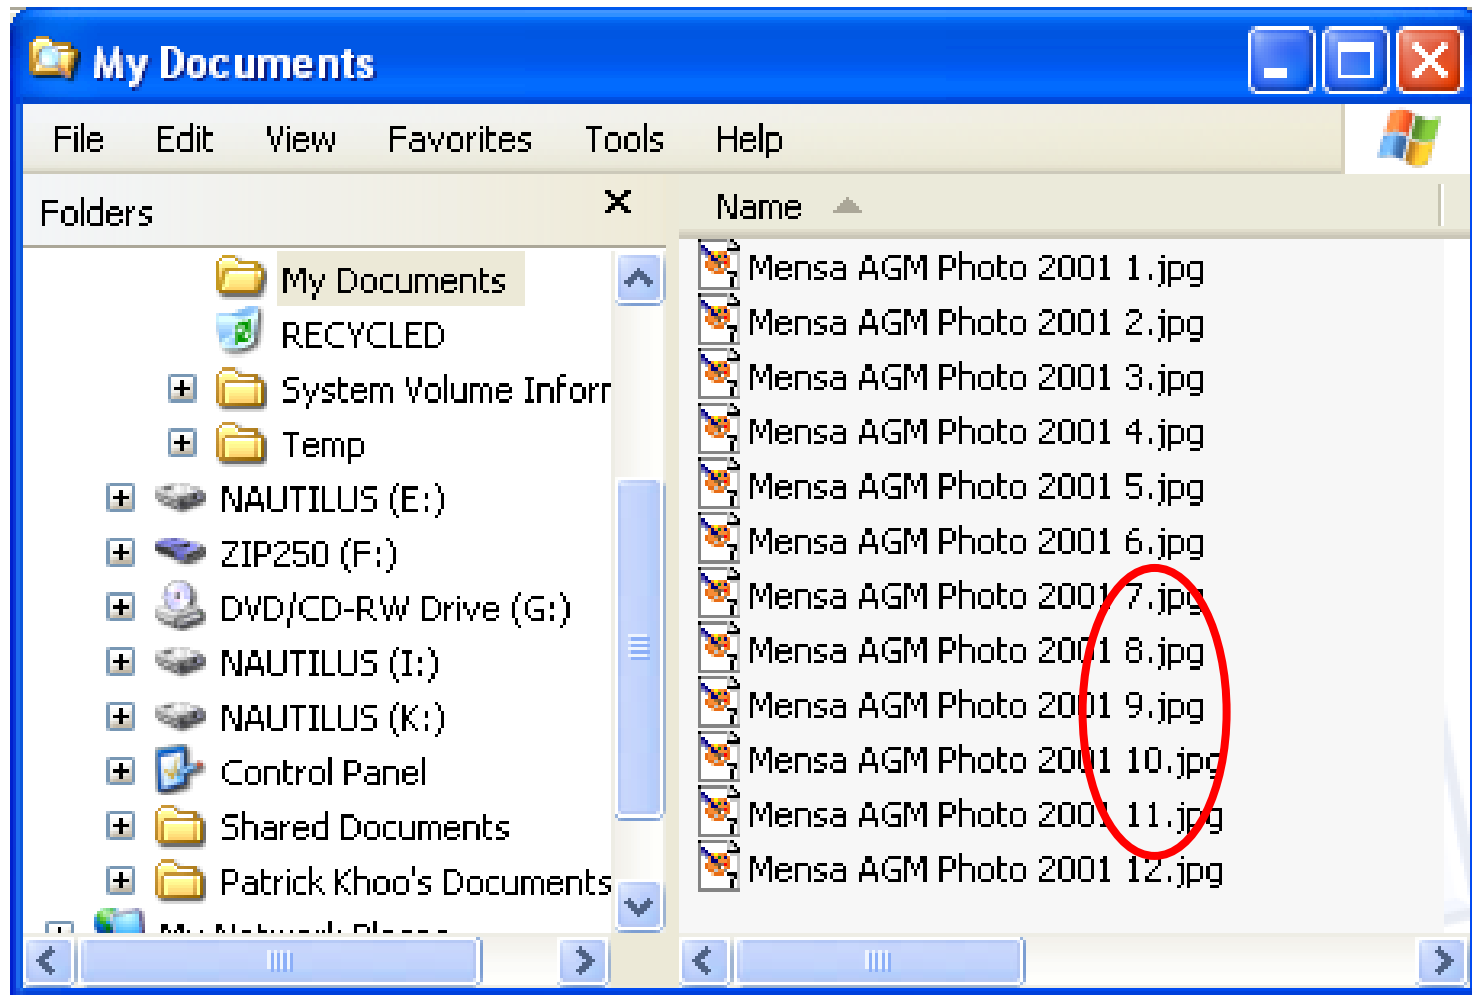 My Documents
File Edit View Favorites Tools Help
Folders
My Documents
RECYCLED
System Volume Inforr
Temp
NAUTILUS (E:)
ZIP250 (F:)
DVD/CD-RW Drive (G:)
NAUTILUS (I:)
NAUTILUS (K:)
Control Panel
Shared Documents
Patrick Khoo's Documents
My Network Places
Name
Mensa AGM Photo 2001 1.jpg
Mensa AGM Photo 2001 2.jpg
Mensa AGM Photo 2001 3.jpg
Mensa AGM Photo 2001 4.jpg
Mensa AGM Photo 2001 5.jpg
Mensa AGM Photo 2001 6.jpg
Mensa AGM Photo 2001 7.jpg
Mensa AGM Photo 2001 8.jpg
Mensa AGM Photo 2001 9.jpg
Mensa AGM Photo 2001 10.jpg
Mensa AGM Photo 2001 11.jpg
Mensa AGM Photo 2001 12.jpg